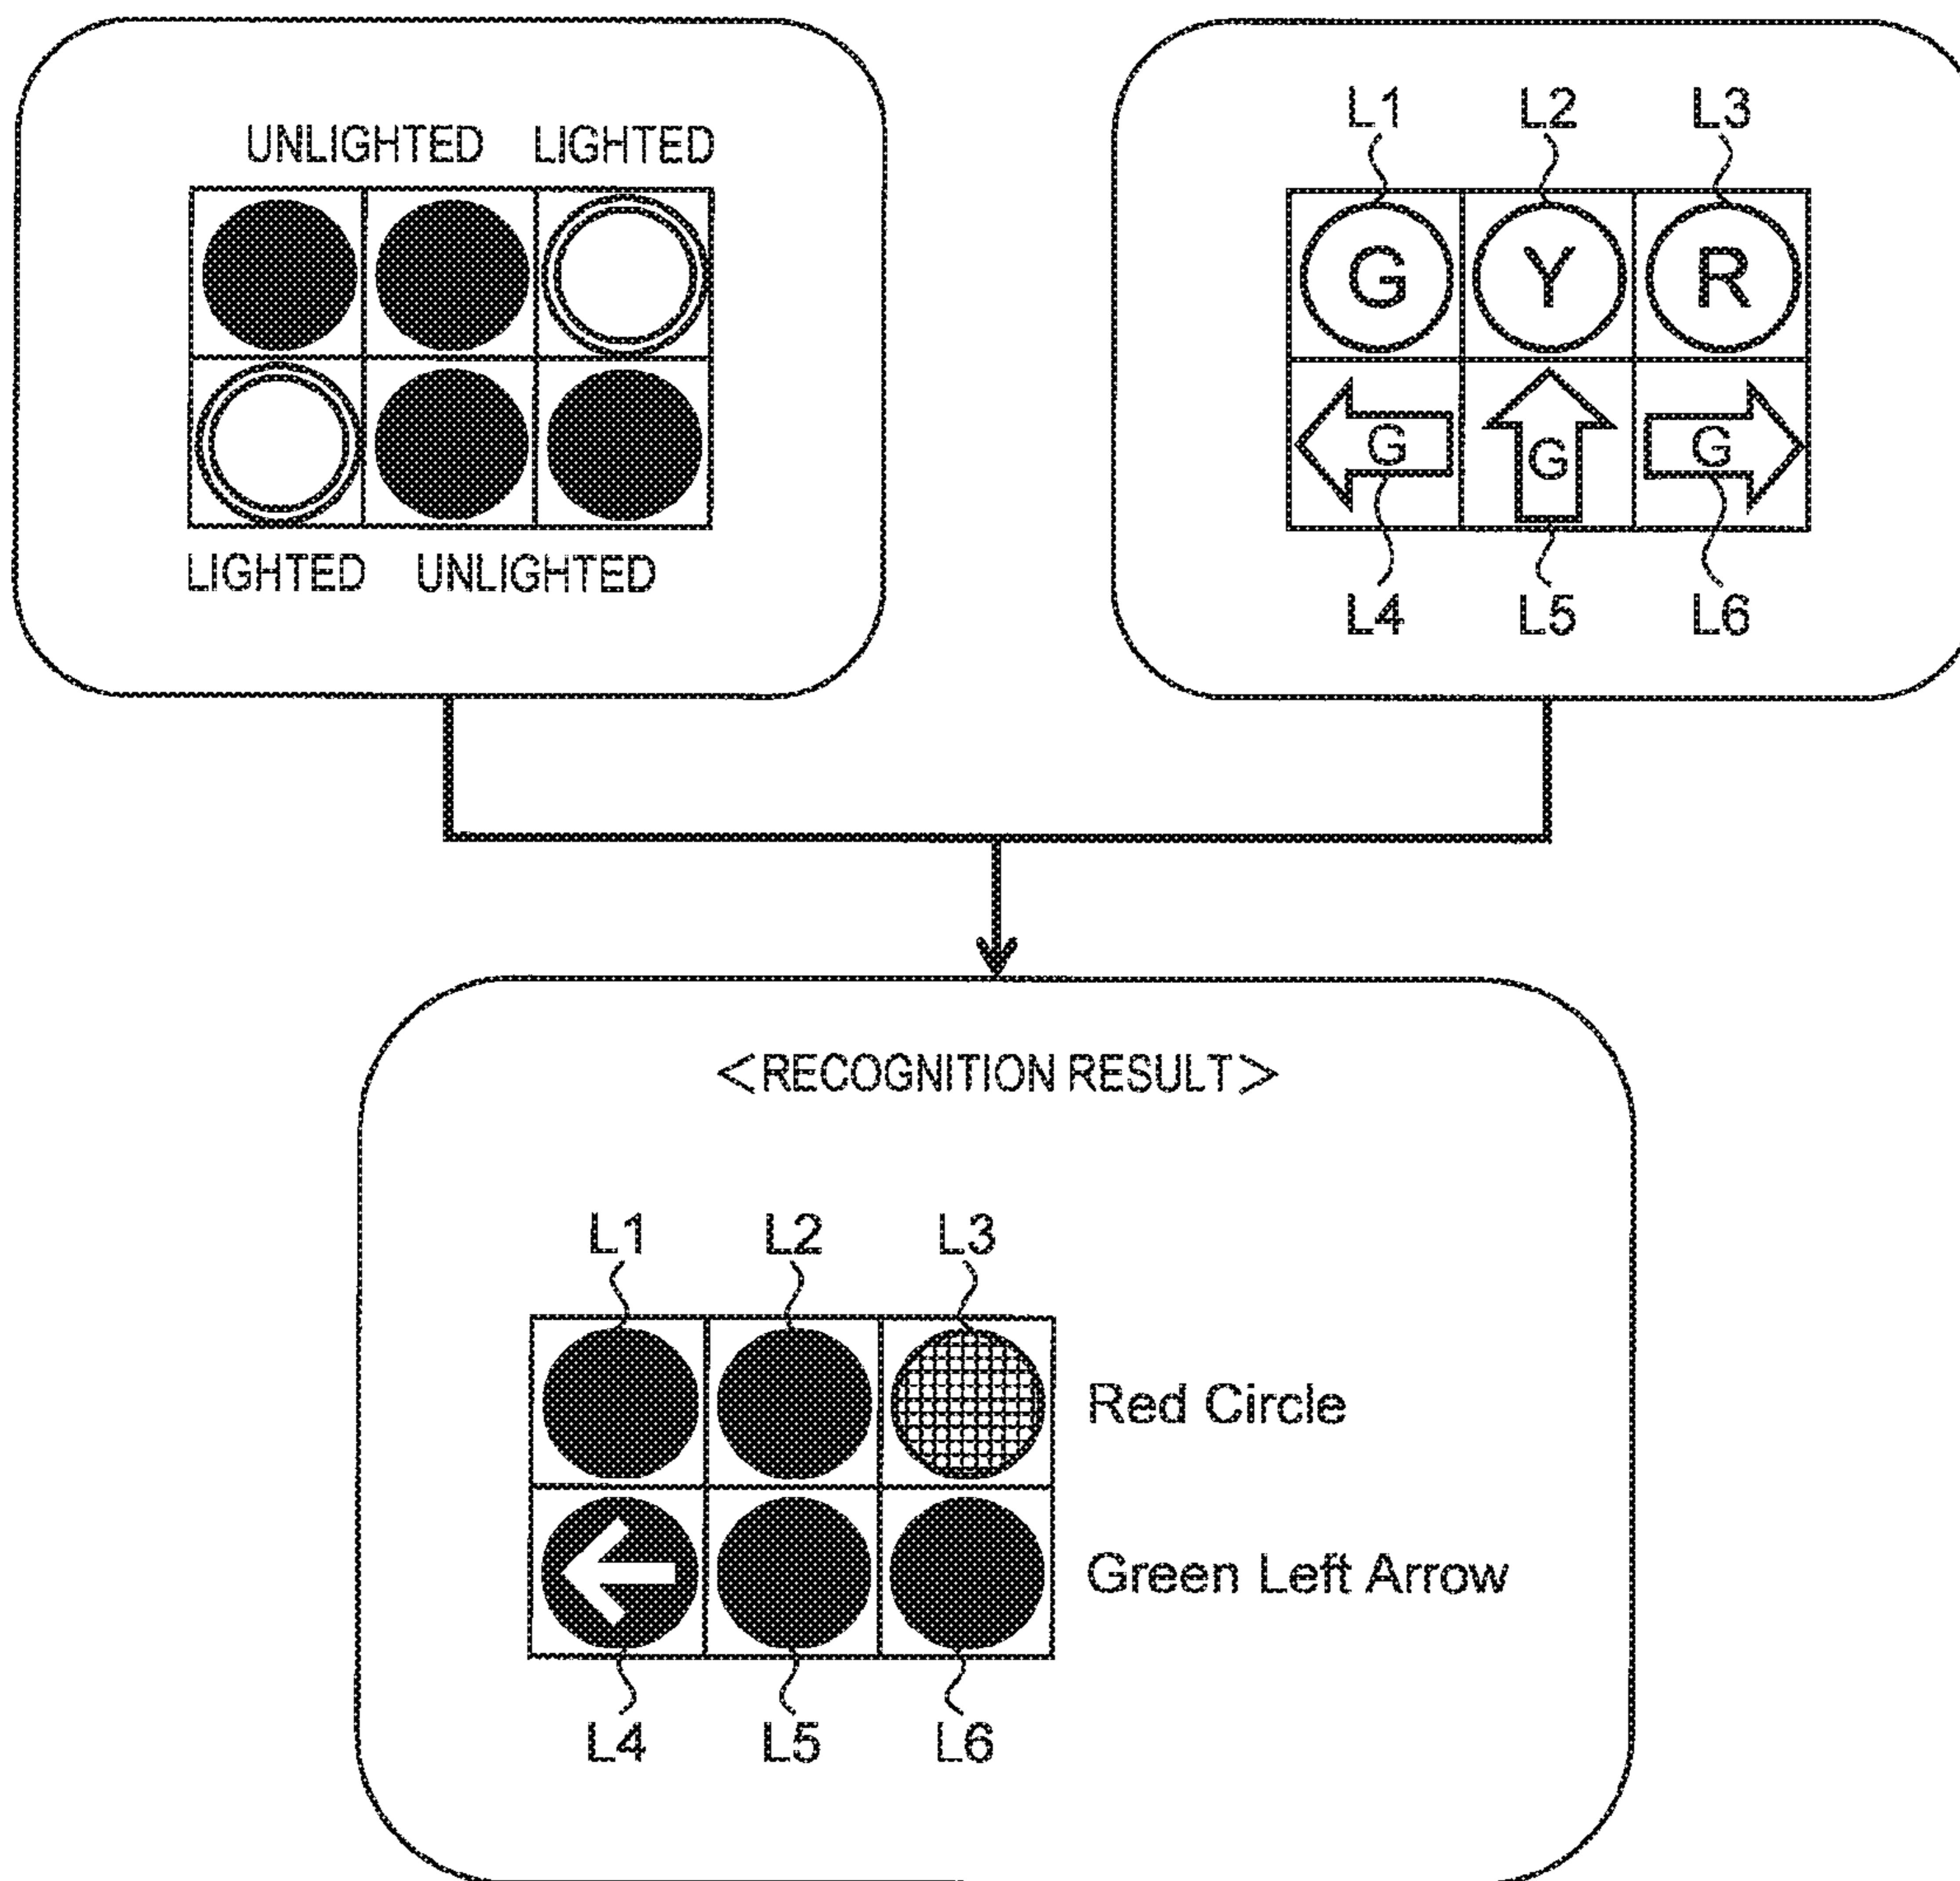 UNLIGHTED LIGHTED
LIGHTED UNLIGHTED
L1 L2 L3
G Y R
G G G
L4 L5 L6
<RECOGNITION RESULT>
L1 L2 L3
Red Circle
Green Left Arrow
L4 L5 L6